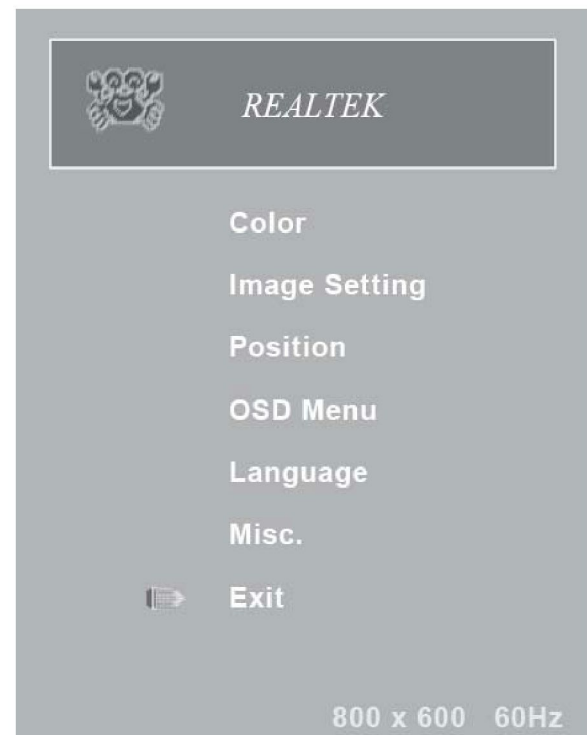 REALTEK
Color
Image Setting
Position
OSD Menu
Language
Misc.
Exit
800 x 600 60Hz